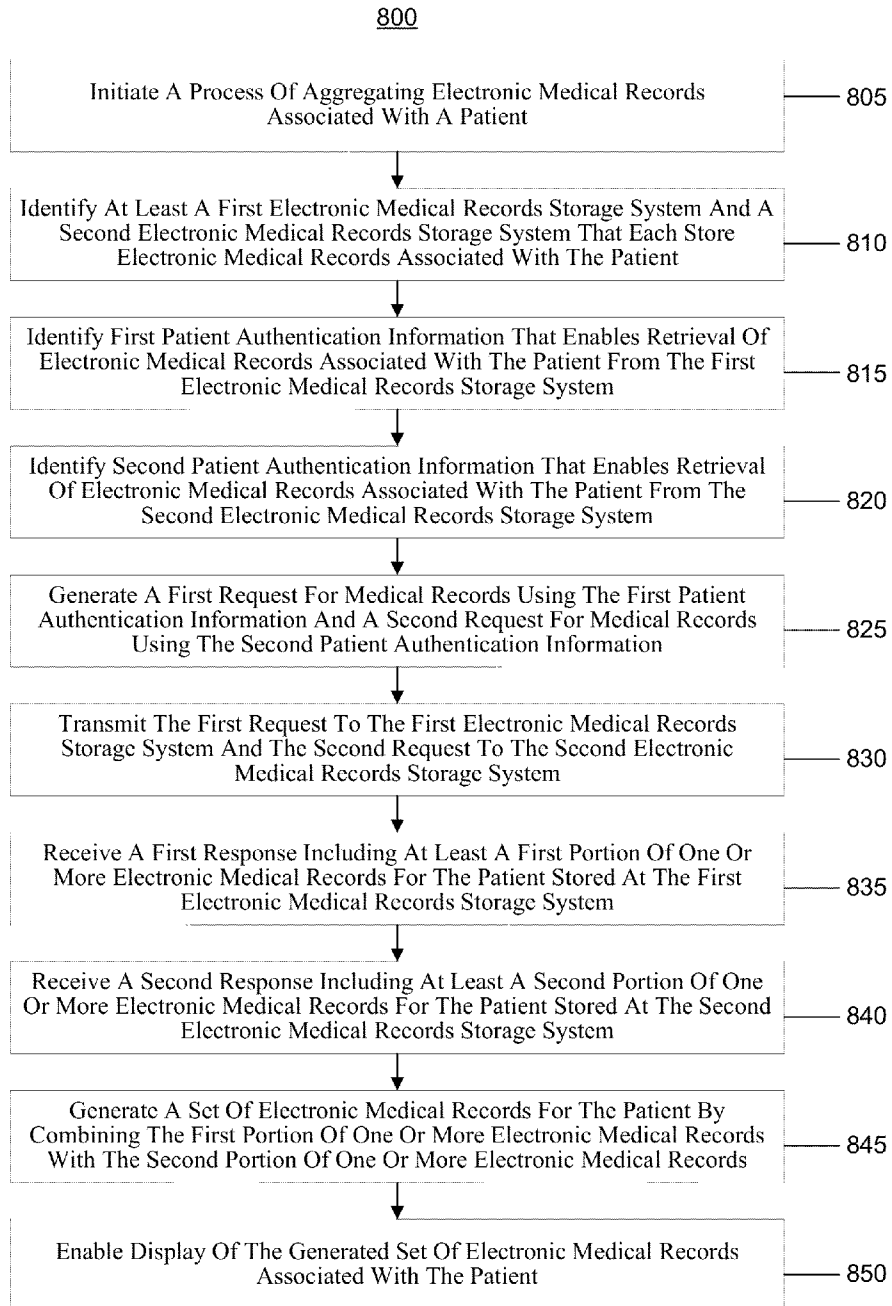 800
Initiate A Process Of Aggregating Electronic Medical Records
Associated With A Patient
805
Identify At Least A First Electronic Medical Records Storage System And A
Second Electronic Medical Records Storage System That Each Store
Electronic Medical Records Associated With The Patient
810
Identify First Patient Authentication Information That Enables Retrieval Of
Electronic Medical Records Associated With The Patient From The First
Electronic Medical Records Storage System
815
Identify Second Patient Authentication Information That Enables Retrieval
Of Electronic Medical Records Associated With The Patient From The
Second Electronic Medical Records Storage System
820
Generate A First Request For Medical Records Using The First Patient
Authentication Information And A Second Request For Medical Records
Using The Second Patient Authentication Information
825
Transmit The First Request To The First Electronic Medical Records
Storage System And The Second Request To The Second Electronic
Medical Records Storage System
830
Receive A First Response Including At Least A First Portion Of One Or
More Electronic Medical Records For The Patient Stored At The First
Electronic Medical Records Storage System
835
Receive A Second Response Including At Least A Second Portion Of One
Or More Electronic Medical Records For The Patient Stored At The Second
Electronic Medical Records Storage System
840
Generate A Set Of Electronic Medical Records For The Patient By
Combining The First Portion Of One Or More Electronic Medical Records
With The Second Portion Of One Or More Electronic Medical Records
845
Enable Display Of The Generated Set Of Electronic Medical Records
Associated With The Patient
850